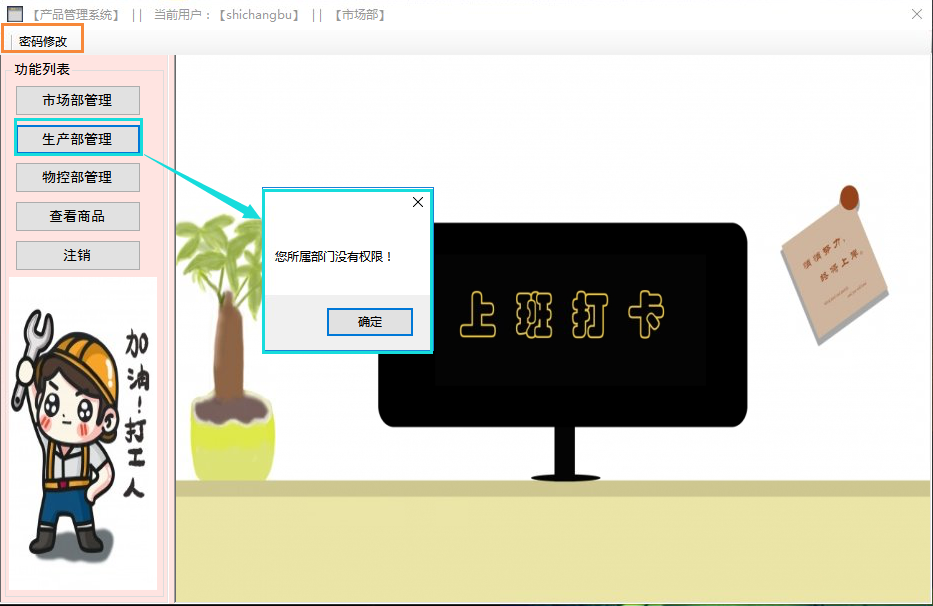 【产品管理系统】 || 当前用户：【shichangbu】 || 【市场部】
密码修改
功能列表
市场部管理
生产部管理
物控部管理
查看商品
注销
您所属部门没有权限！
确定
上班打卡
加油！打工人